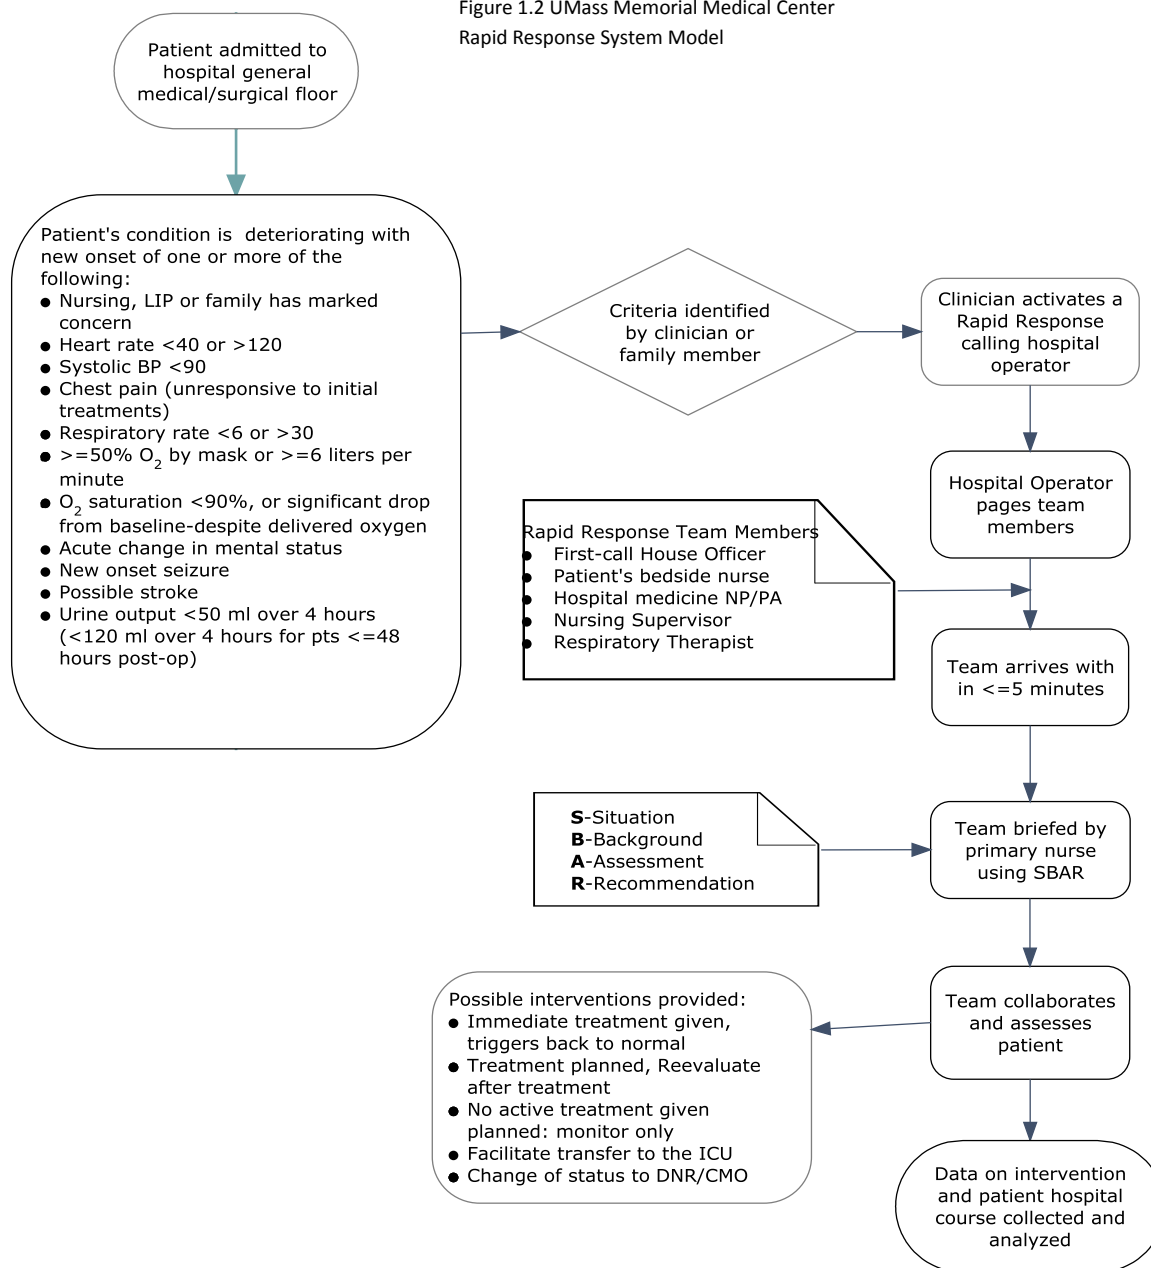 Figure 1.2 UMass Memorial Medical Center
Rapid Response System Model
Patient admitted to
hospital general
medical/surgical floor
Patient's condition is  deteriorating with
new onset of one or more of the
following:
● Nursing, LIP or family has marked
concern
● Heart rate <40 or >120
● Systolic BP <90
● Chest pain (unresponsive to initial
treatments)
● Respiratory rate <6 or >30
● >=50% O2 by mask or >=6 liters per
minute
● O2 saturation <90%, or significant drop
from baseline-despite delivered oxygen
● Acute change in mental status
● New onset seizure
● Possible stroke
● Urine output <50 ml over 4 hours
(<120 ml over 4 hours for pts <=48
hours post-op)
Criteria identified
by clinician or
family member
Clinician activates a
Rapid Response
calling hospital
operator
Hospital Operator
pages team
members
Rapid Response Team Members
● First-call House Officer
● Patient's bedside nurse
● Hospital medicine NP/PA
● Nursing Supervisor
● Respiratory Therapist
Team arrives with
in <=5 minutes
S-Situation
B-Background
A-Assessment
R-Recommendation
Team briefed by
primary nurse
using SBAR
Team collaborates
and assesses
patient
Possible interventions provided:
● Immediate treatment given,
triggers back to normal
● Treatment planned, Reevaluate
after treatment
● No active treatment given
planned: monitor only
● Facilitate transfer to the ICU
● Change of status to DNR/CMO
Data on intervention
and patient hospital
course collected and
analyzed